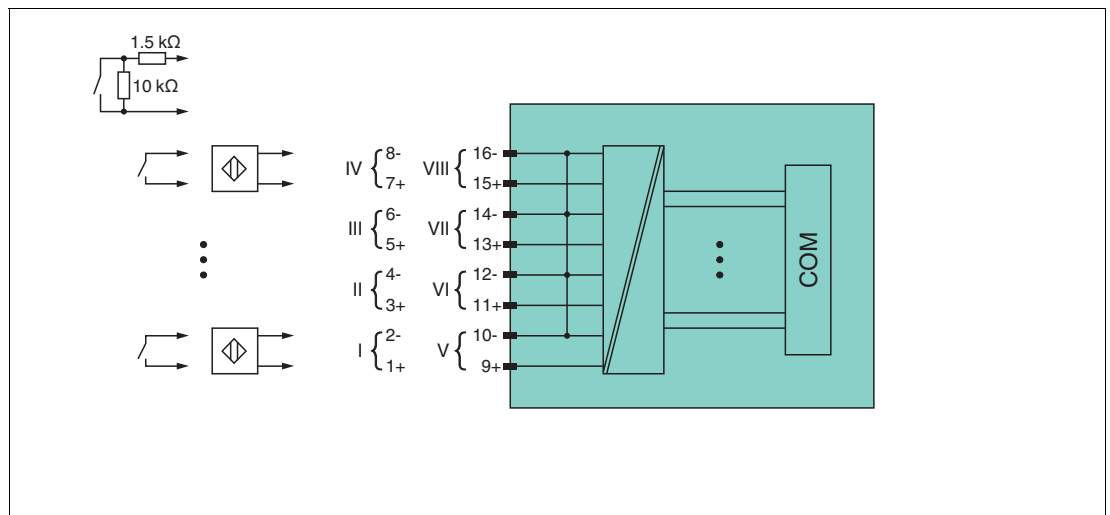 1.5 kΩ
10 kΩ
IV 8- VIII 16-
7+ 15+
III 6- VII 14-
5+ 13+
II 4- VI 12-
3+ 11+
I 2- V 10-
1+ 9+
COM